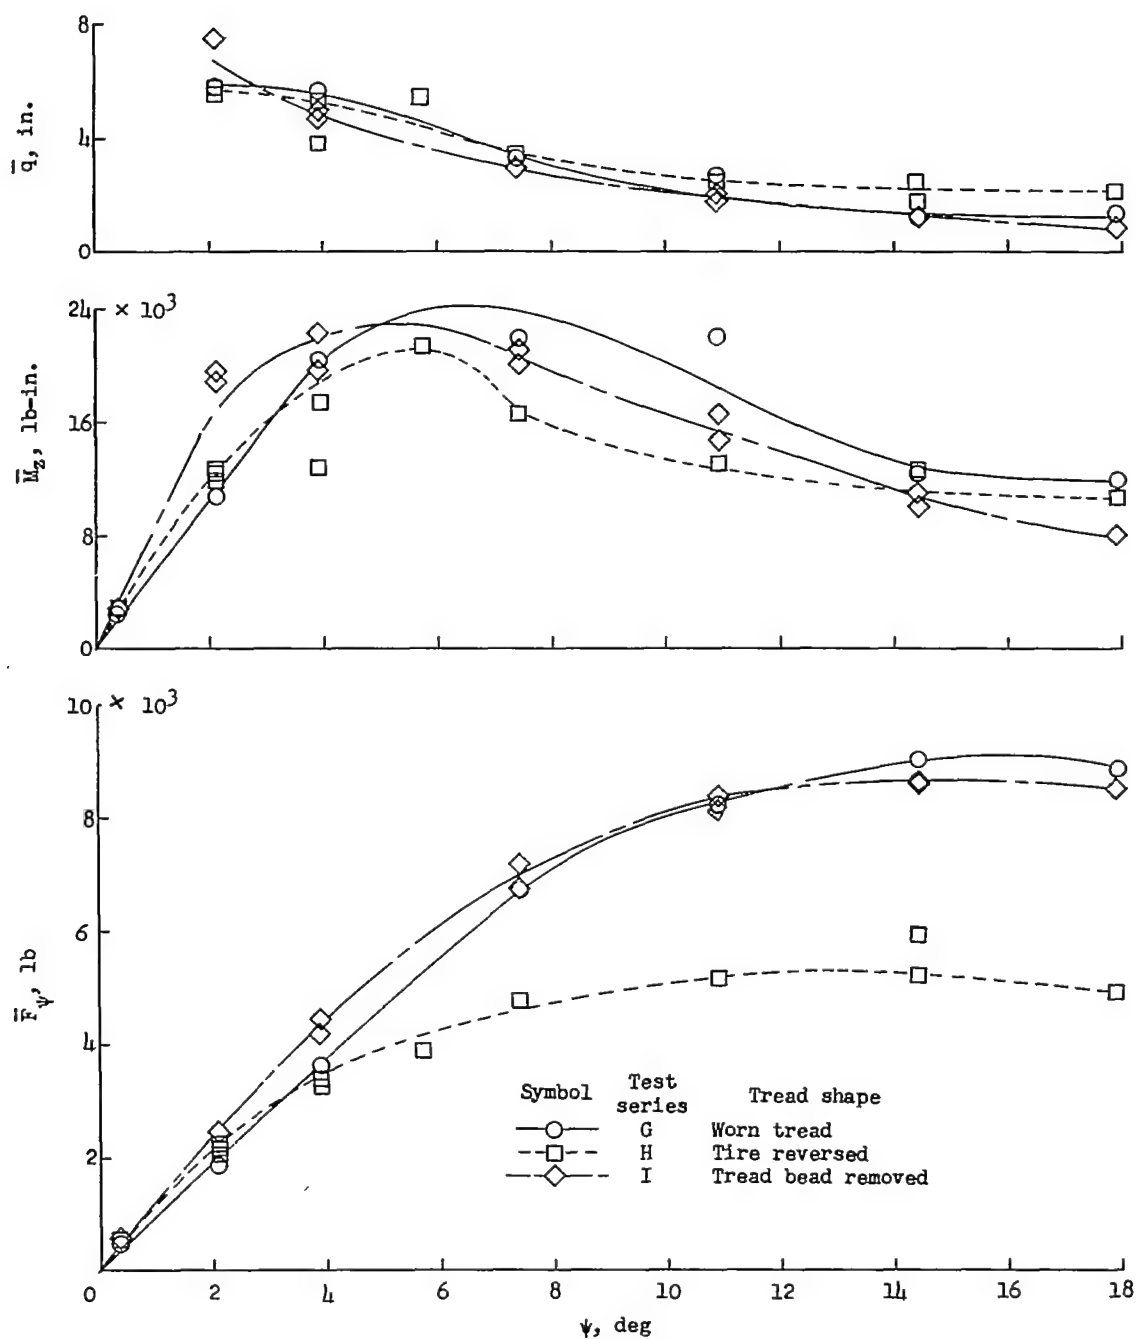 8
4
0
q̄, in.
24 × 10³
16
8
0
M̄_Z, lb-in.
10 × 10³
8
6
4
2
0 2 4 6 8 10 12 14 16 18
F̄_ψ, lb
ψ, deg
Symbol Test series Tread shape
G Worn tread
H Tire reversed
I Tread bead removed